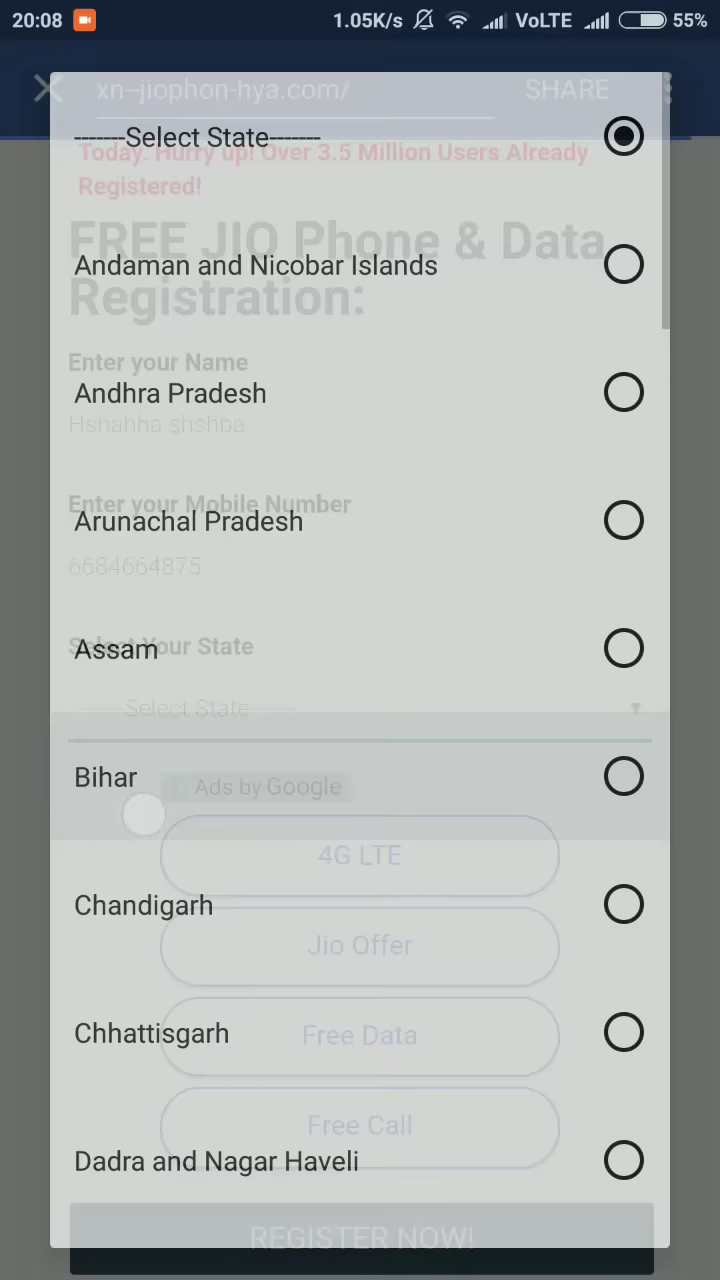 20:08 1.05K/s VoLTE 55%
xn--jiophon-hya.com/ SHARE
-------Select State-------
Today. Hurry up! Over 3.5 Million Users Already
Registered!
FREE JIO Phone & Data
Andaman and Nicobar Islands
Registration:
Enter your Name
Andhra Pradesh
Hshahha shshba
Enter your Mobile Number
Arunachal Pradesh
6684664875
Select Your State
Assam
-------Select State-------
Bihar
Ads by Google
4G LTE
Chandigarh
Jio Offer
Chhattisgarh
Free Data
Free Call
Dadra and Nagar Haveli
REGISTER NOW!